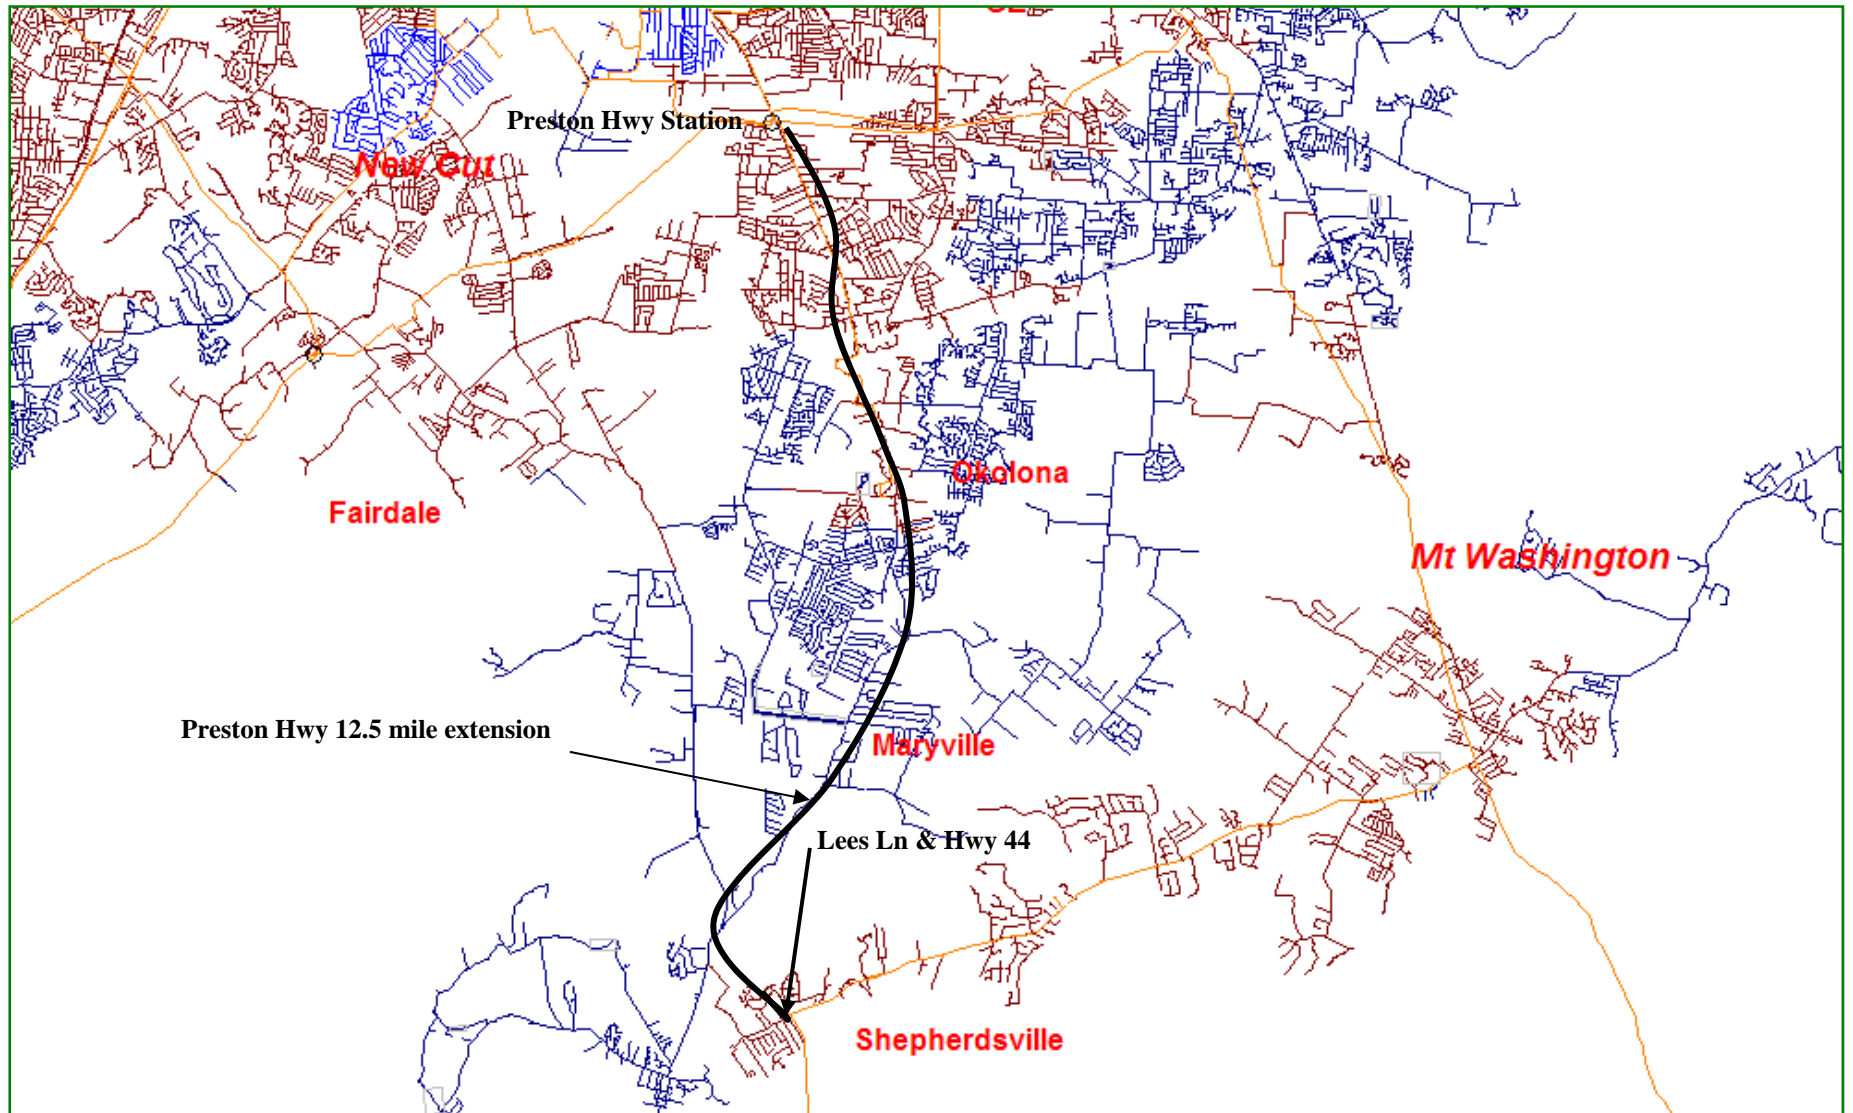 Preston Hwy Station
New Cut
Okolona
Fairdale
Mt Washington
Preston Hwy 12.5 mile extension
Maryville
Lees Ln & Hwy 44
Shepherdsville